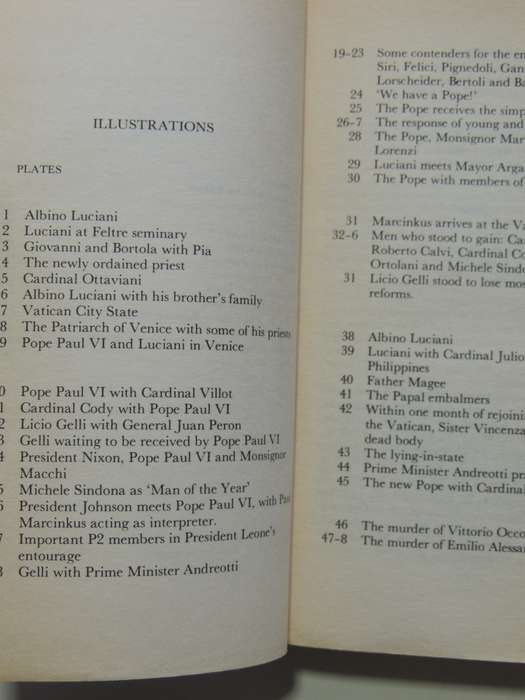 ILLUSTRATIONS
PLATES
1 Albino Luciani
2 Luciani at Feltre seminary
3 Giovanni and Bortola with Pia
4 The newly ordained priest
5 Cardinal Ottaviani
6 Albino Luciani with his brother's family
7 Vatican City State
8 The Patriarch of Venice with some of his priests
9 Pope Paul VI and Luciani in Venice
0 Pope Paul VI with Cardinal Villot
1 Cardinal Cody with Pope Paul VI
2 Licio Gelli with General Juan Peron
3 Gelli waiting to be received by Pope Paul VI
4 President Nixon, Pope Paul VI and Monsignor
Macchi
5 Michele Sindona as 'Man of the Year'
6 President Johnson meets Pope Paul VI, with
Marcinkus acting as interpreter.
7 Important P2 members in President Leone's
entourage
8 Gelli with Prime Minister Andreotti
19–23 Some contenders for the
Siri, Felici, Pignedoli,
Lorscheider, Bertoli and
24 'We have a Pope!'
25 The Pope receives the
26–7 The response of young and
28 The Pope, Monsignor
Lorenzi
29 Luciani meets Mayor
30 The Pope with members of
31 Marcinkus arrives at the
32–6 Men who stood to gain:
Roberto Calvi, Cardinal
Ortolani and Michele
31 Licio Gelli stood to lose
reforms.
38 Albino Luciani
39 Luciani with Cardinal Julio
Philippines
40 Father Magee
41 The Papal embalmers
42 Within one month of
the Vatican, Sister Vincenza
dead body
43 The lying-in-state
44 Prime Minister Andreotti
45 The new Pope with
46 The murder of Vittorio
47–8 The murder of Emilio